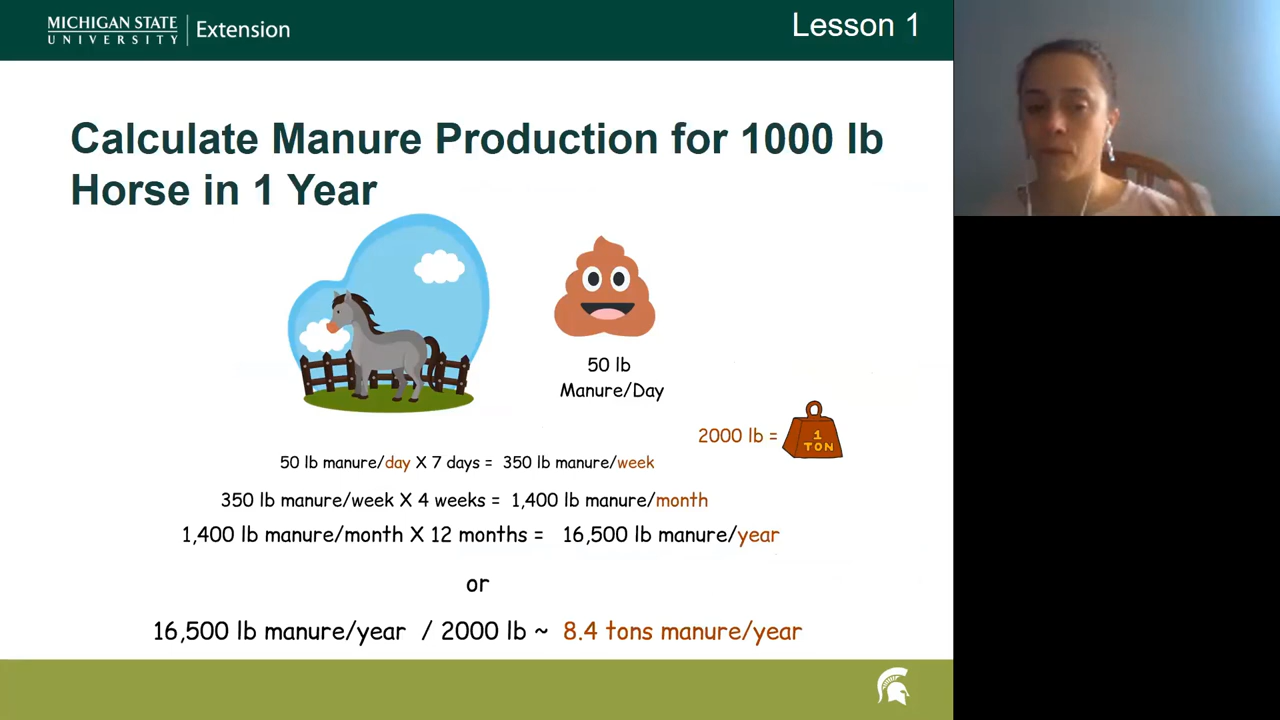 MICHIGAN STATE
UNIVERSITY
Extension
Lesson 1
Calculate Manure Production for 1000 lb
Horse in 1 Year
50 lb
Manure/Day
2000 lb =
1
TON
50 lb manure/day X 7 days = 350 lb manure/week
350 lb manure/week X 4 weeks = 1,400 lb manure/month
1,400 lb manure/month X 12 months = 16,500 lb manure/year
or
16,500 lb manure/year / 2000 lb ~ 8.4 tons manure/year